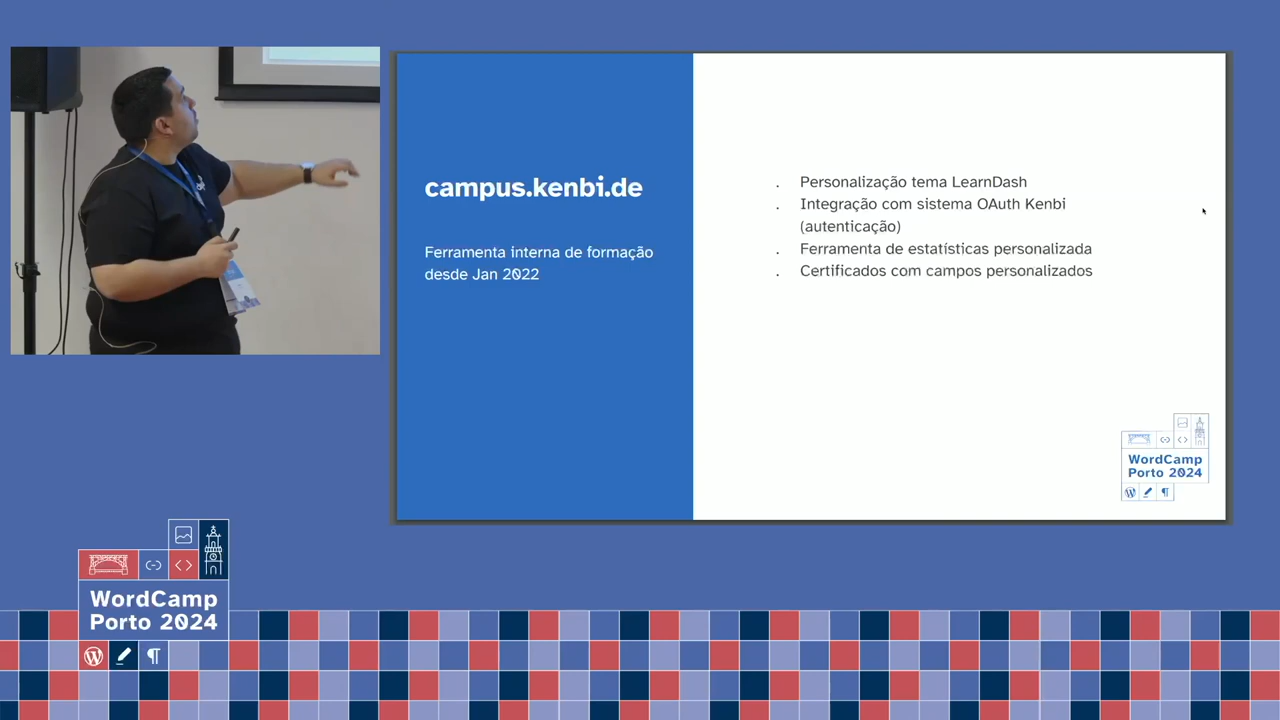 campus.kenbi.de
Ferramenta interna de formação
desde Jan 2022
. Personalização tema LearnDash
. Integração com sistema OAuth Kenbi
(autenticação)
. Ferramenta de estatísticas personalizada
. Certificados com campos personalizados
WordCamp
Porto 2024
WordCamp
Porto 2024